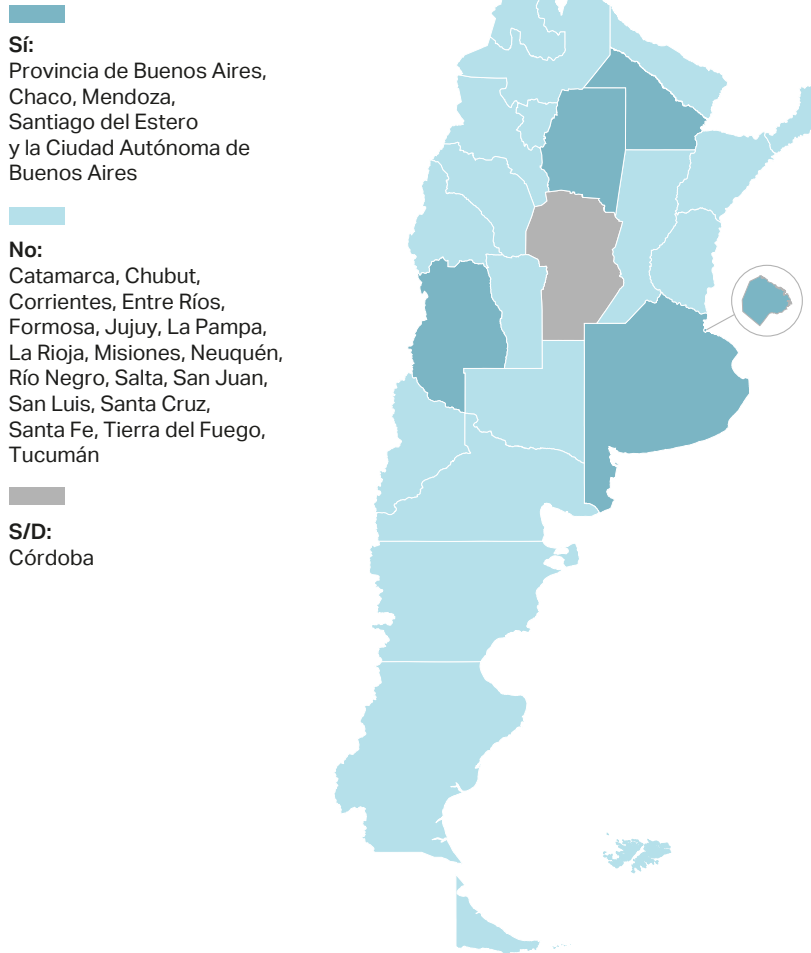 Sí:
Provincia de Buenos Aires,
Chaco, Mendoza,
Santiago del Estero
y la Ciudad Autónoma de
Buenos Aires
No:
Catamarca, Chubut,
Corrientes, Entre Ríos,
Formosa, Jujuy, La Pampa,
La Rioja, Misiones, Neuquén,
Río Negro, Salta, San Juan,
San Luis, Santa Cruz,
Santa Fe, Tierra del Fuego,
Tucumán
S/D:
Córdoba